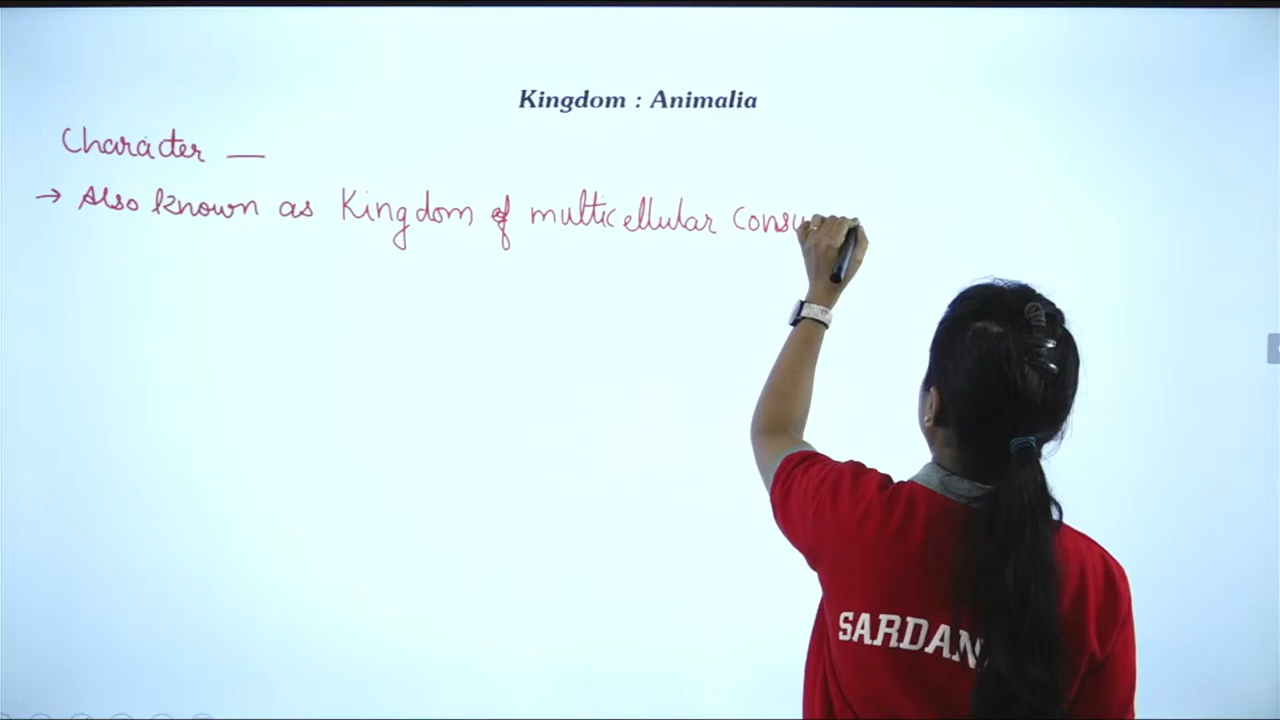 Kingdom : Animalia
Character —
→ Also known as Kingdom of multicellular
SARDAN